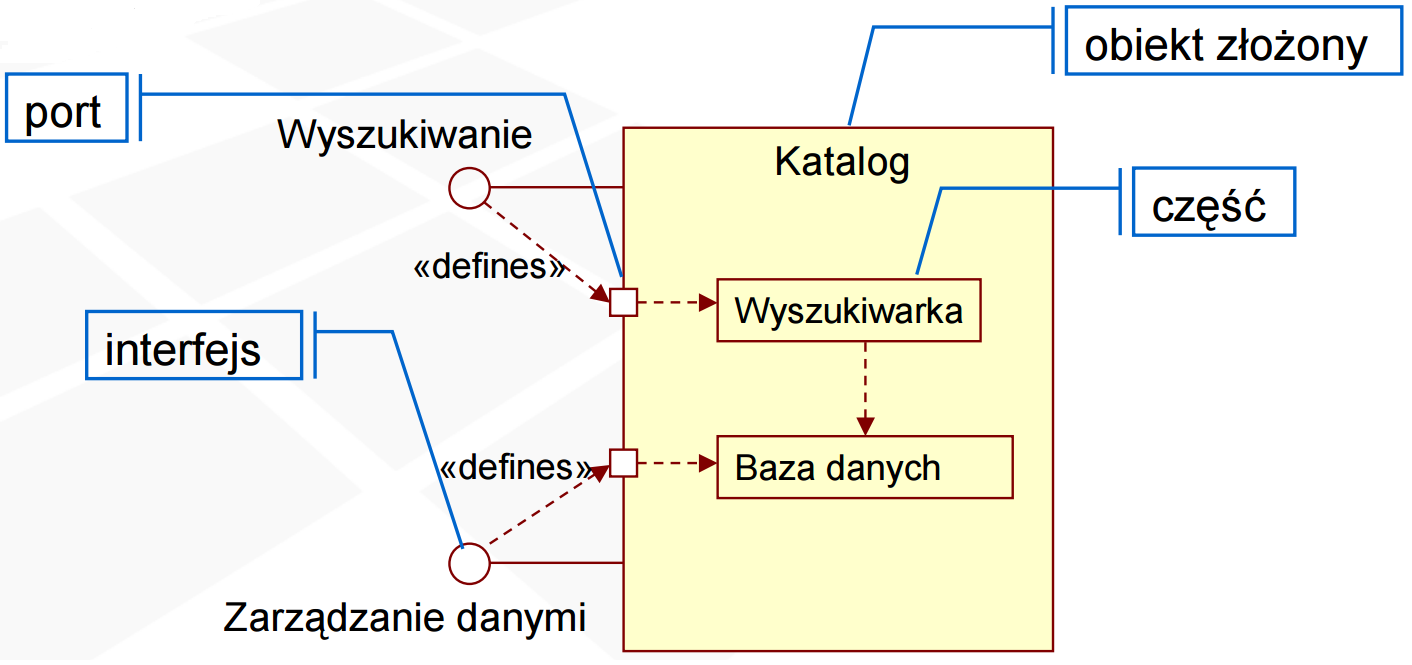 obiekt złożony
port
Wyszukiwanie
Katalog
część
«defines»
Wyszukiwarka
interfejs
«defines»
Baza danych
Zarządzanie danymi